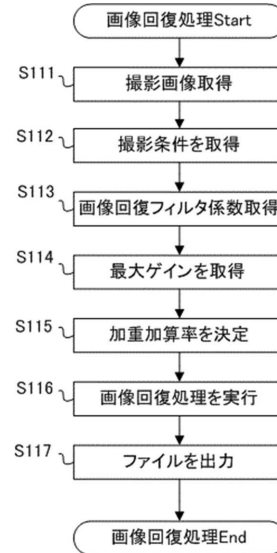 画像回復処理Start
S111
撮影画像取得
S112
撮影条件を取得
S113
画像回復フィルタ係数取得
S114
最大ゲインを取得
S115
加重加算率を決定
S116
画像回復処理を実行
S117
ファイルを出力
画像回復処理End